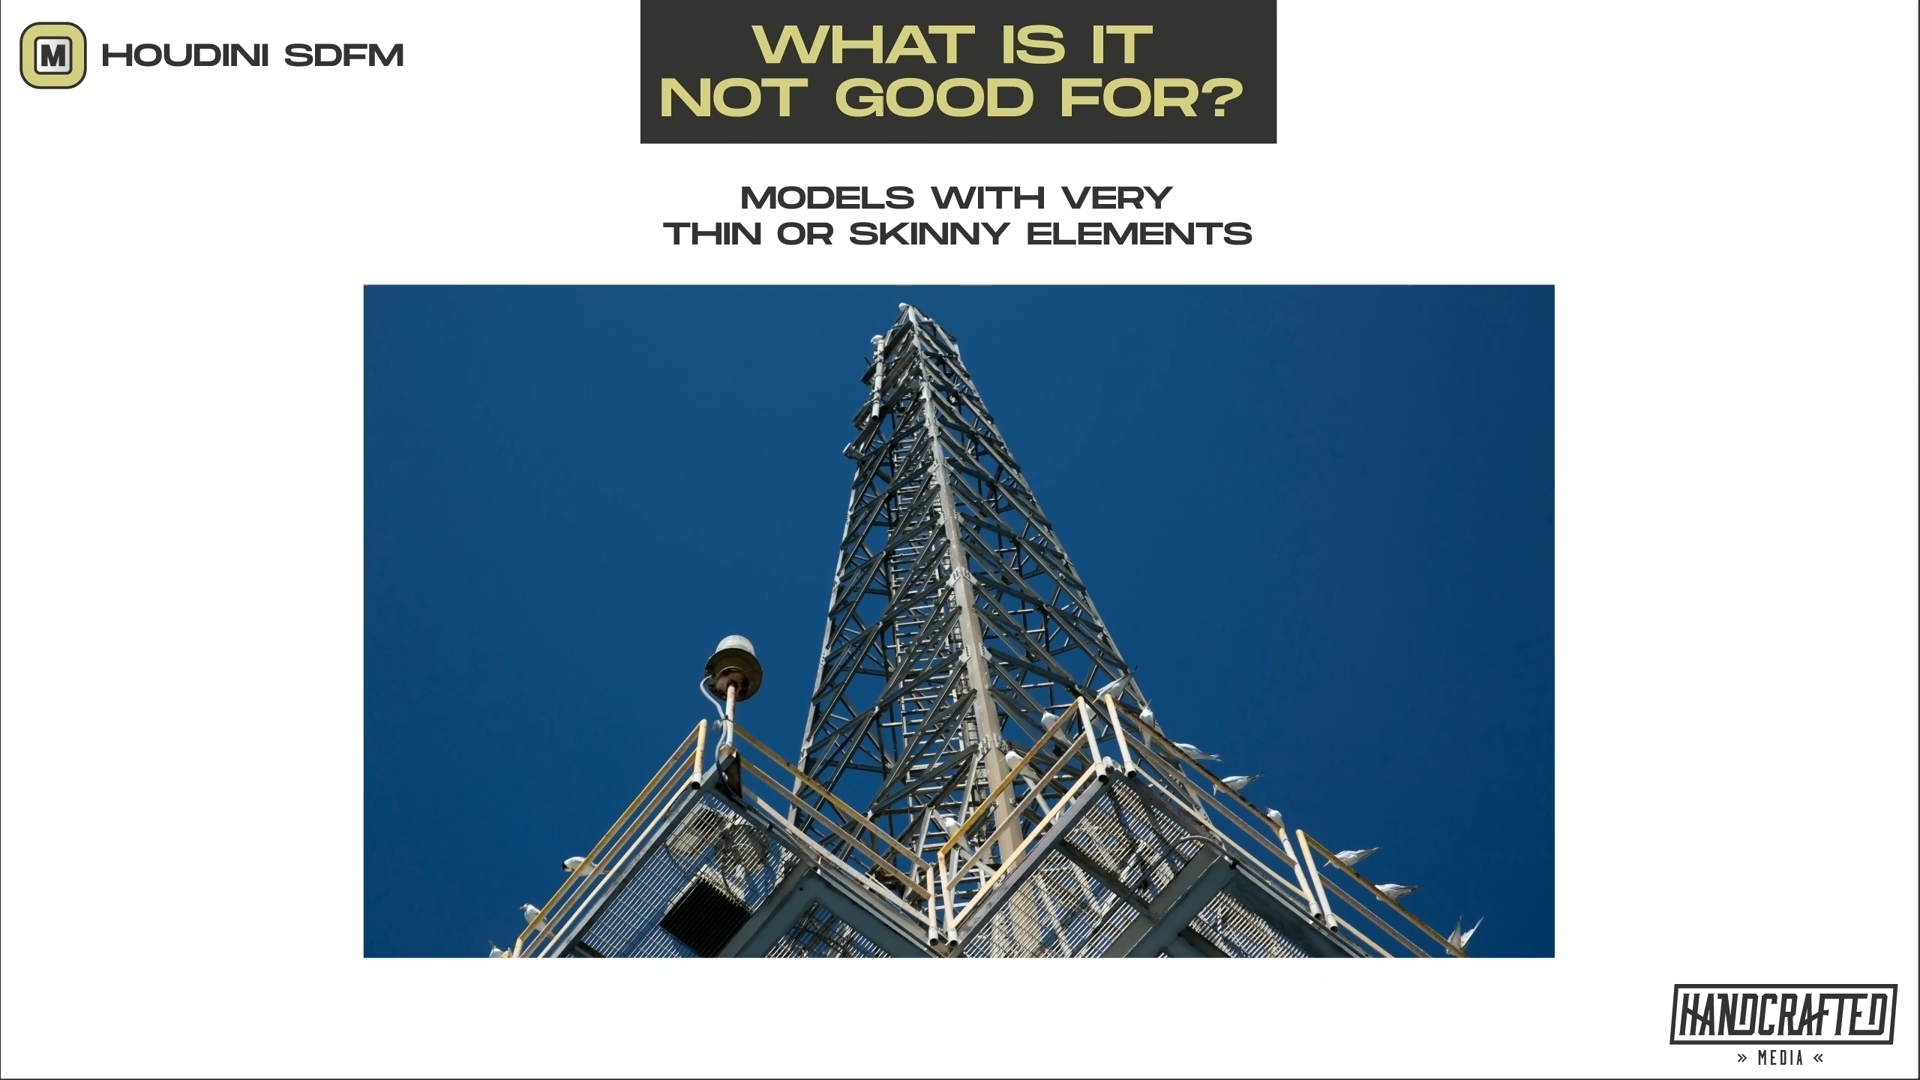 M HOUDINI SDFM
WHAT IS IT
NOT GOOD FOR?
MODELS WITH VERY
THIN OR SKINNY ELEMENTS
HANDCRAFTED
» MEDIA «